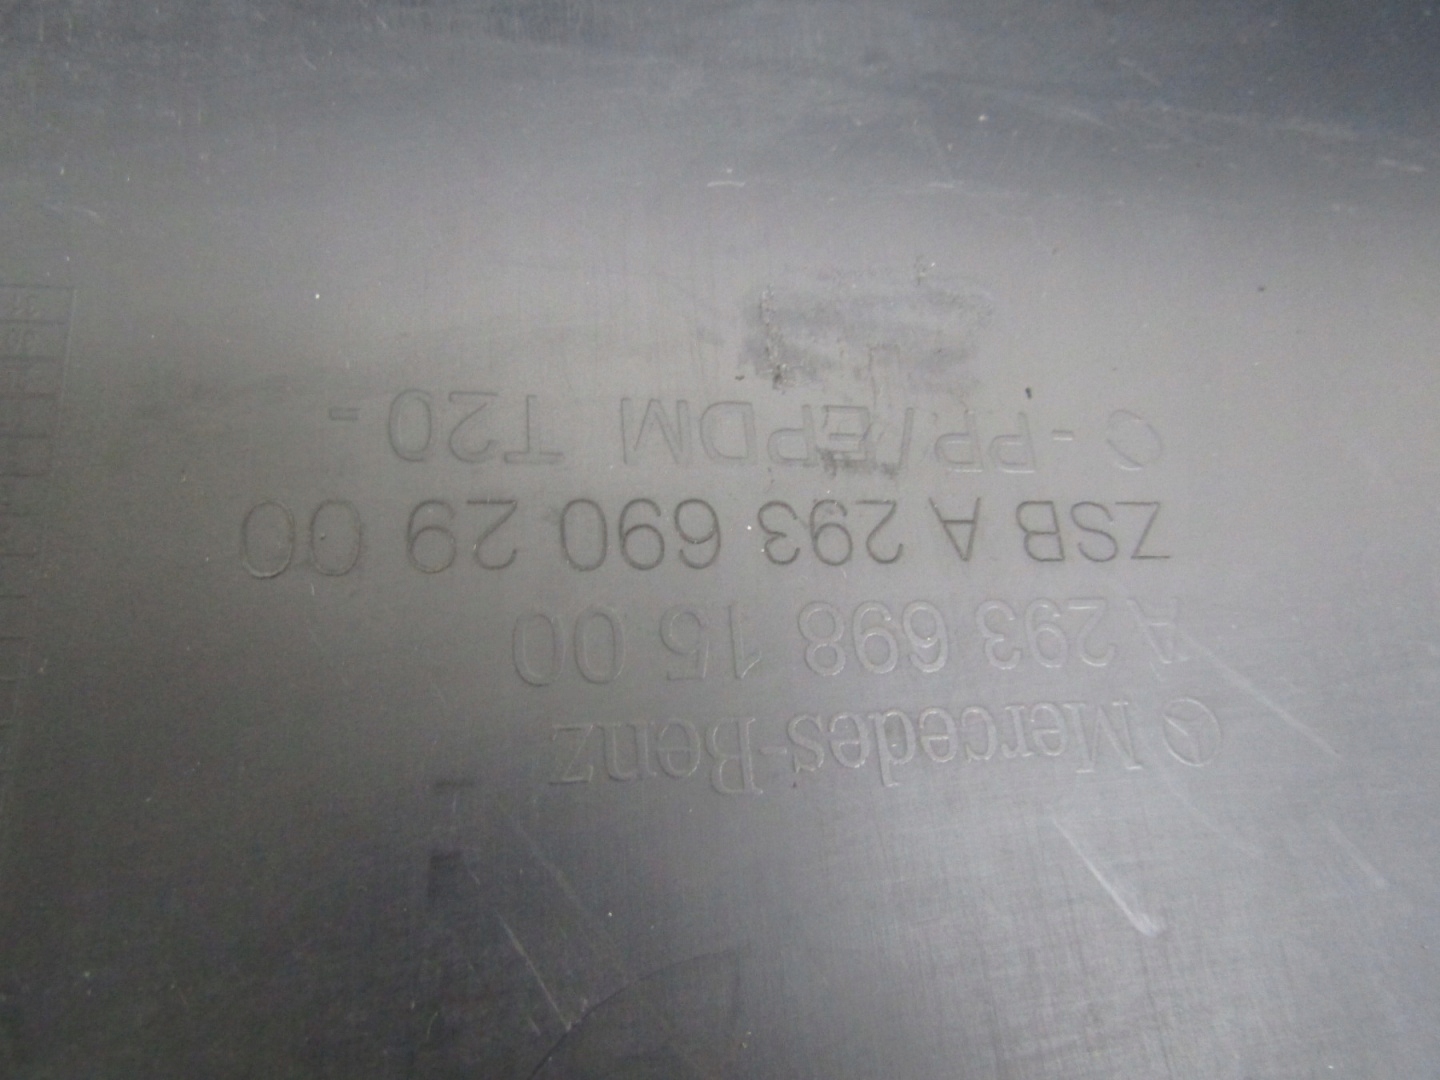 Mercedes-Benz
A 293 698 15 00
ZSB A 293 690 29 00
-PP/EPDM T20-